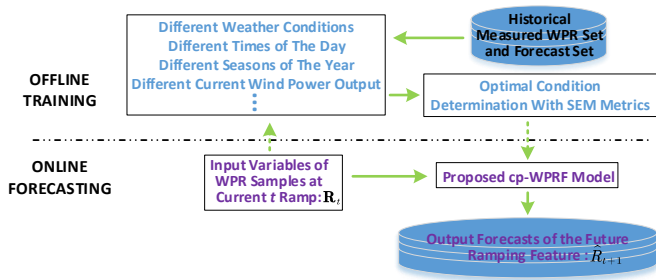 Different Weather Conditions
Different Times of The Day
Different Seasons of The Year
Different Current Wind Power Output
⋮
Historical
Measured WPR Set
and Forecast Set
OFFLINE
TRAINING
Optimal Condition
Determination With SEM Metrics
ONLINE
FORECASTING
Input Variables of
WPR Samples at
Current t Ramp: R_t
Proposed cp-WPRF Model
Output Forecasts of the Future
Ramping Feature : R̂_{t+1}